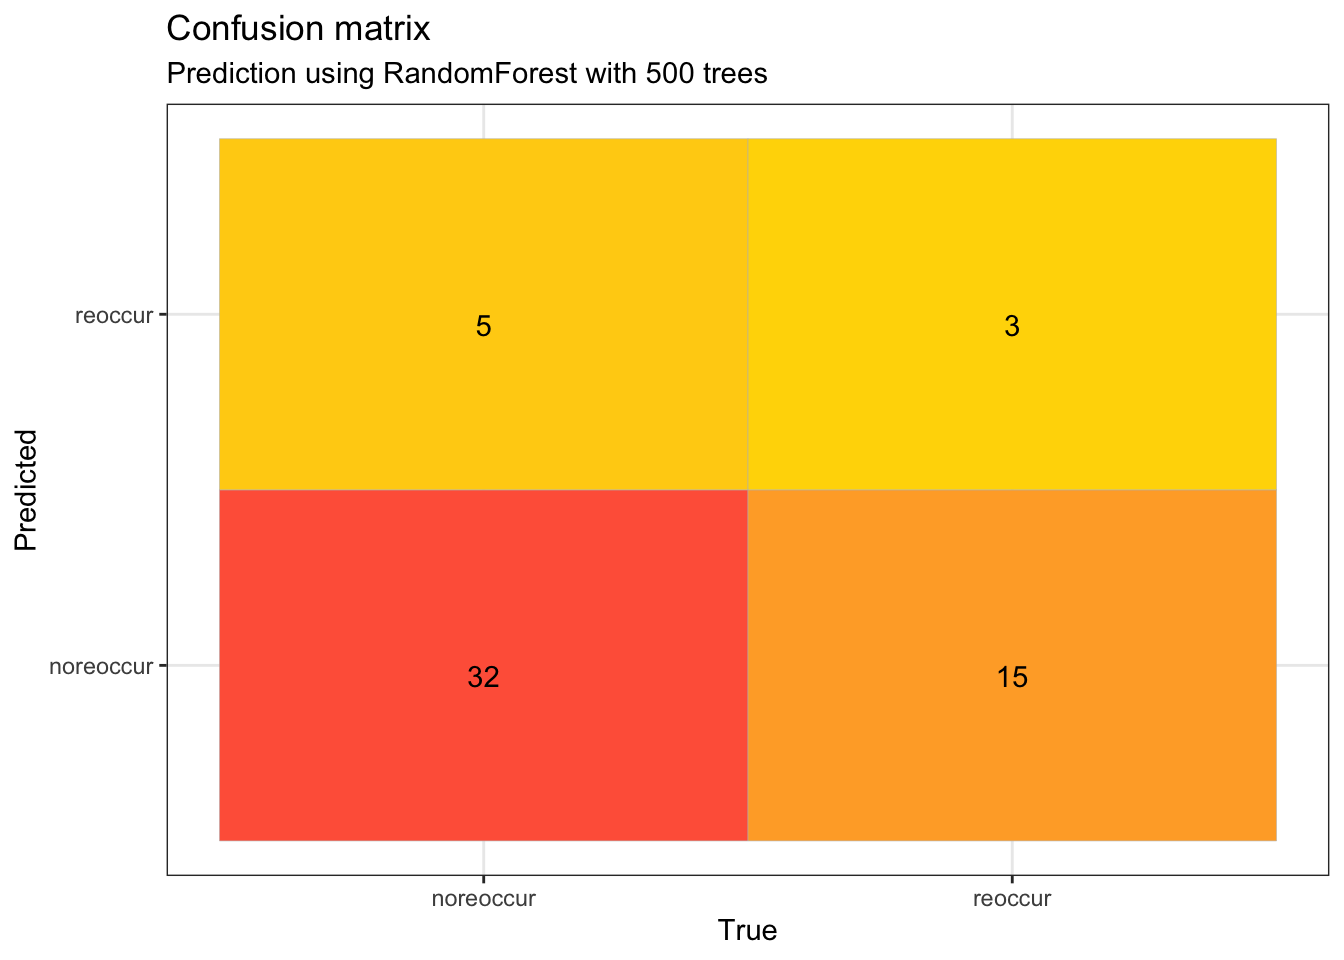 Confusion matrix
Prediction using RandomForest with 500 trees
Predicted
reoccur
5
3
noreoccur
32
15
noreoccur
reoccur
True